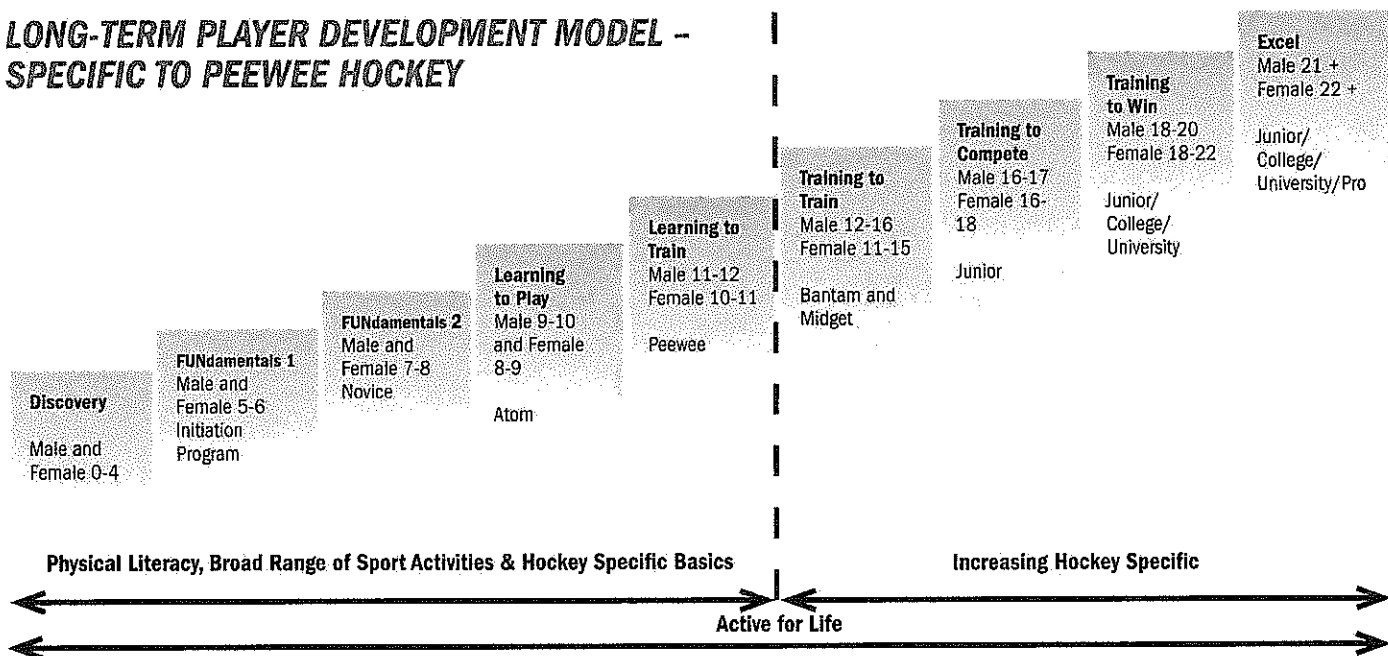 LONG-TERM PLAYER DEVELOPMENT MODEL –
SPECIFIC TO PEEWEE HOCKEY
Discovery
Male and
Female 0-4
FUNdamentals 1
Male and
Female 5-6
Initiation
Program
FUNdamentals 2
Male and
Female 7-8
Novice
Learning
to Play
Male 9-10
and Female
8-9
Atom
Learning to
Train
Male 11-12
Female 10-11
Peewee
Training to
Train
Male 12-16
Female 11-15
Bantam and
Midget
Training to
Compete
Male 16-17
Female 16-
18
Junior
Training
to Win
Male 18-20
Female 18-22
Junior/
College/
University
Excel
Male 21 +
Female 22 +
Junior/
College/
University/Pro
Physical Literacy, Broad Range of Sport Activities & Hockey Specific Basics
Increasing Hockey Specific
Active for Life